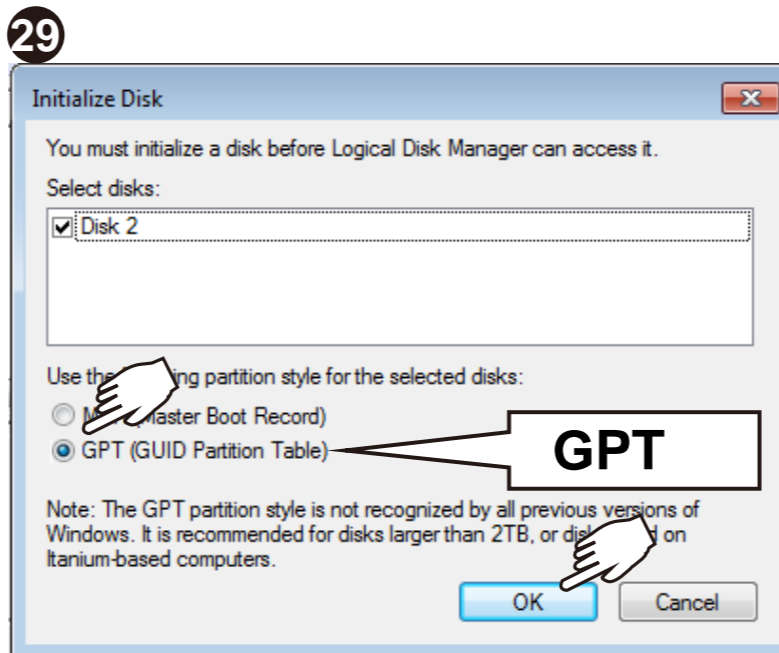 29
Initialize Disk
You must initialize a disk before Logical Disk Manager can access it.
Select disks:
Disk 2
Use the ing partition style for the selected disks:
M (Master Boot Record)
GPT (GUID Partition Table)
GPT
Note: The GPT partition style is not recognized by all previous versions of
Windows. It is recommended for disks larger than 2TB, or on
Itanium-based computers.
OK
Cancel